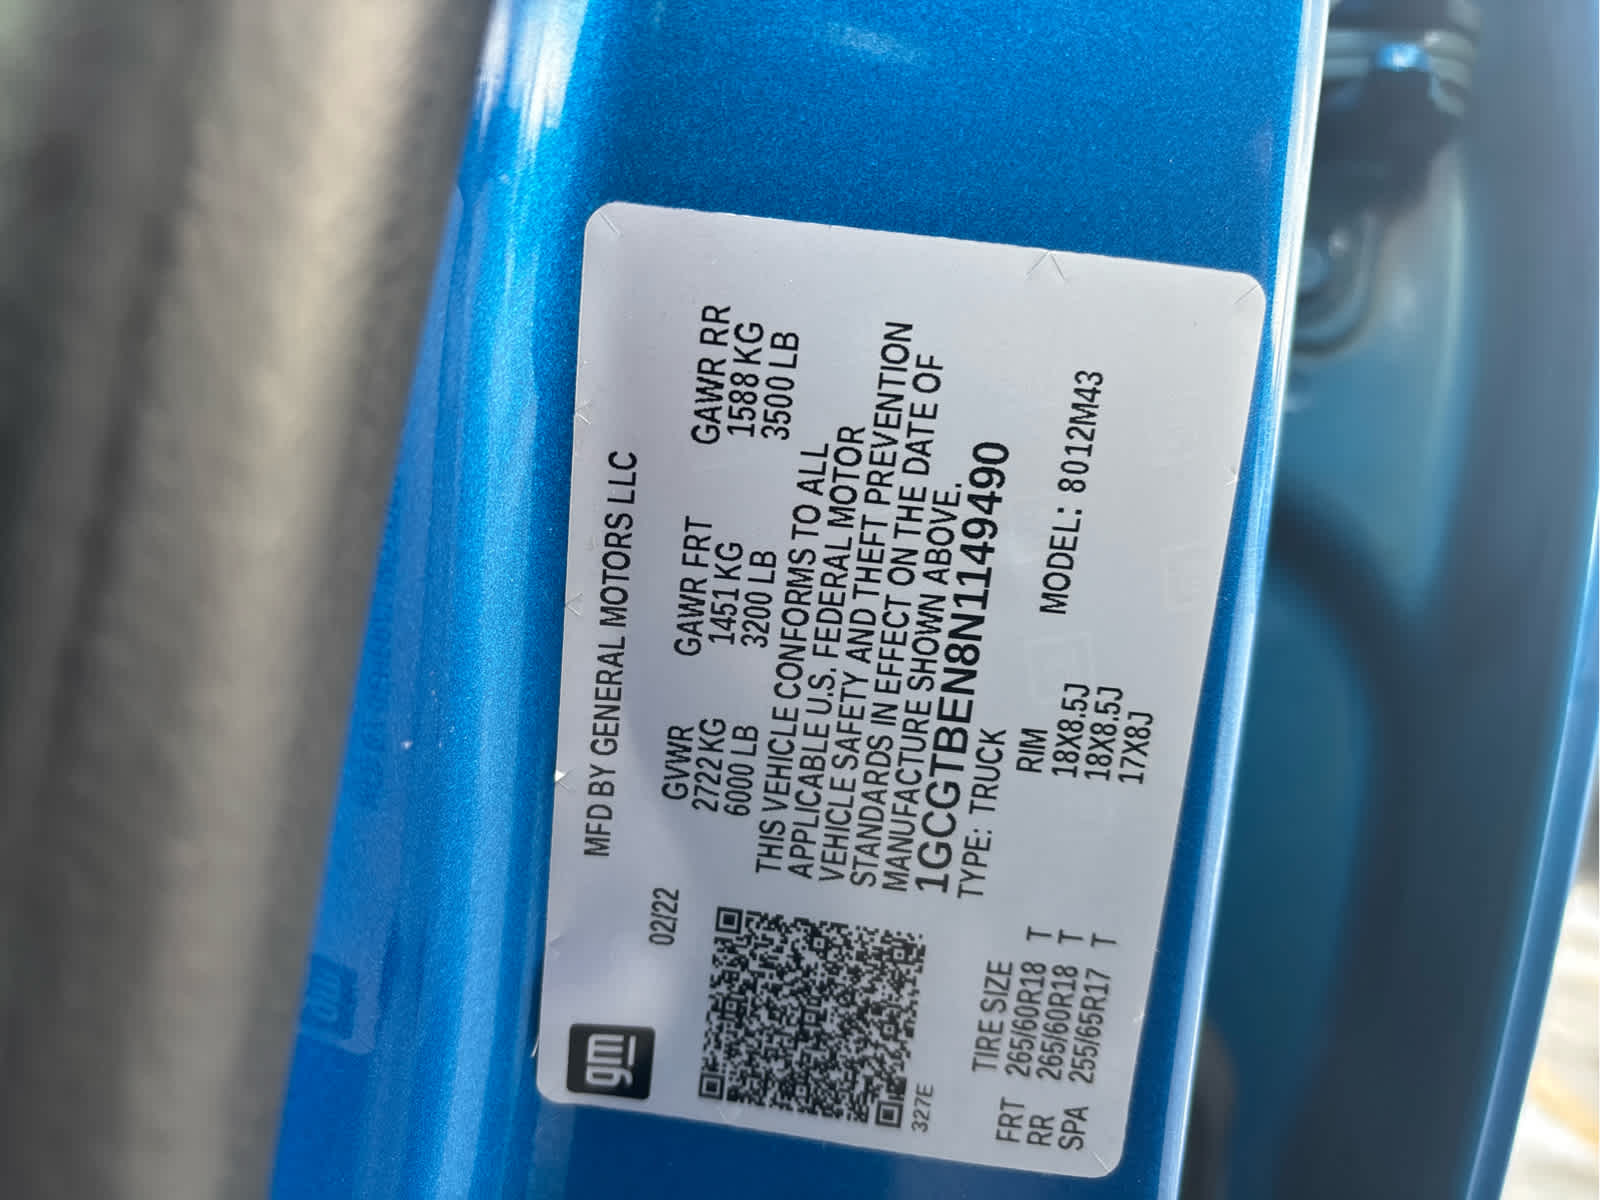 gm
MFD BY GENERAL MOTORS LLC
02/22
GVWR GAWR FRT GAWR RR
2722 KG 1451 KG 1588 KG
6000 LB 3200 LB 3500 LB
THIS VEHICLE CONFORMS TO ALL
APPLICABLE U.S. FEDERAL MOTOR
VEHICLE SAFETY AND THEFT PREVENTION
STANDARDS IN EFFECT ON THE DATE OF
MANUFACTURE SHOWN ABOVE.
1GCGTBEN8N1149490
327E
TYPE: TRUCK
MODEL: 8012M43
TIRE SIZE RIM
FRT 265/60R18 T 18X8.5J
RR 265/60R18 T 18X8.5J
SPA 255/65R17 T 17X8J